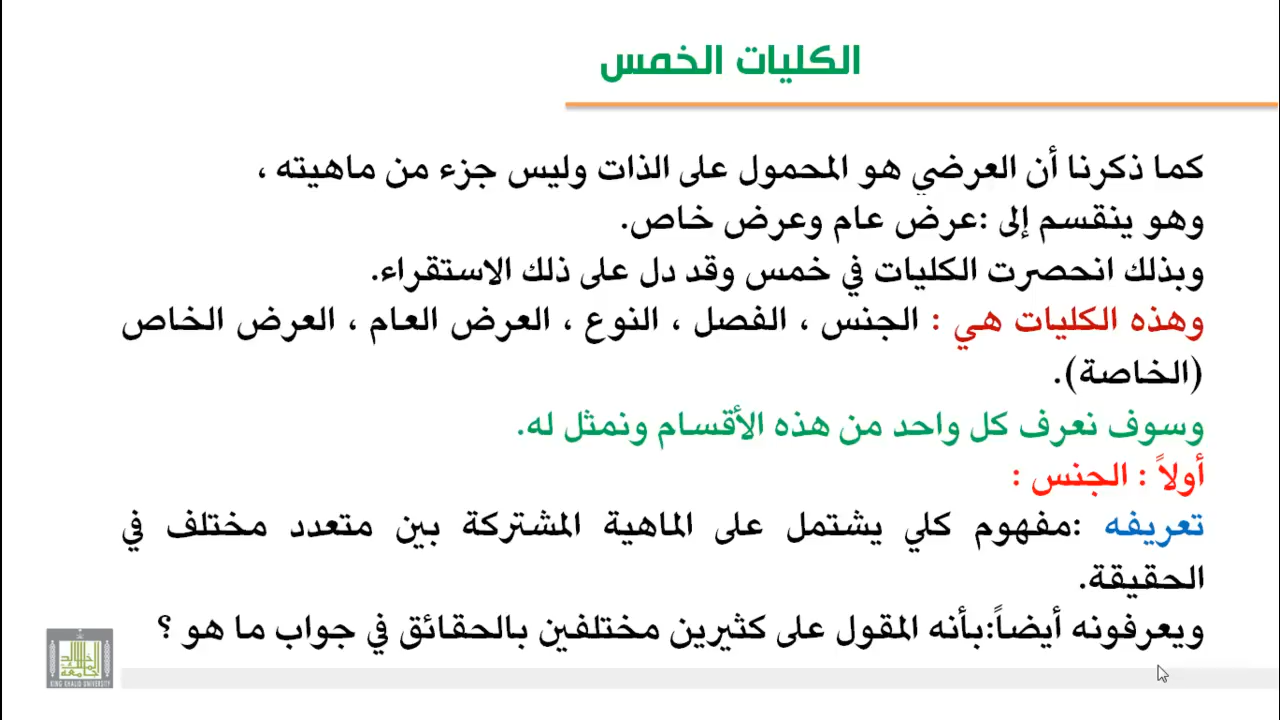 الكليات الخمس
كما ذكرنا أن العرضي هو المحمول على الذات وليس جزء من ماهيته ،
وهو ينقسم إلى :عرض عام وعرض خاص.
وبذلك انحصرت الكليات في خمس وقد دل على ذلك الاستقراء.
وهذه الكليات هي : الجنس ، الفصل ، النوع ، العرض العام ، العرض الخاص
(الخاصة).
وسوف نعرف كل واحد من هذه الأقسام ونمثل له.
أولاً : الجنس :
تعريفه :مفهوم كلي يشتمل على الماهية المشتركة بين متعدد مختلف في
الحقيقة.
ويعرفونه أيضاً:بأنه المقول على كثيرين مختلفين بالحقائق في جواب ما هو ؟
KING KHALID UNIVERSITY